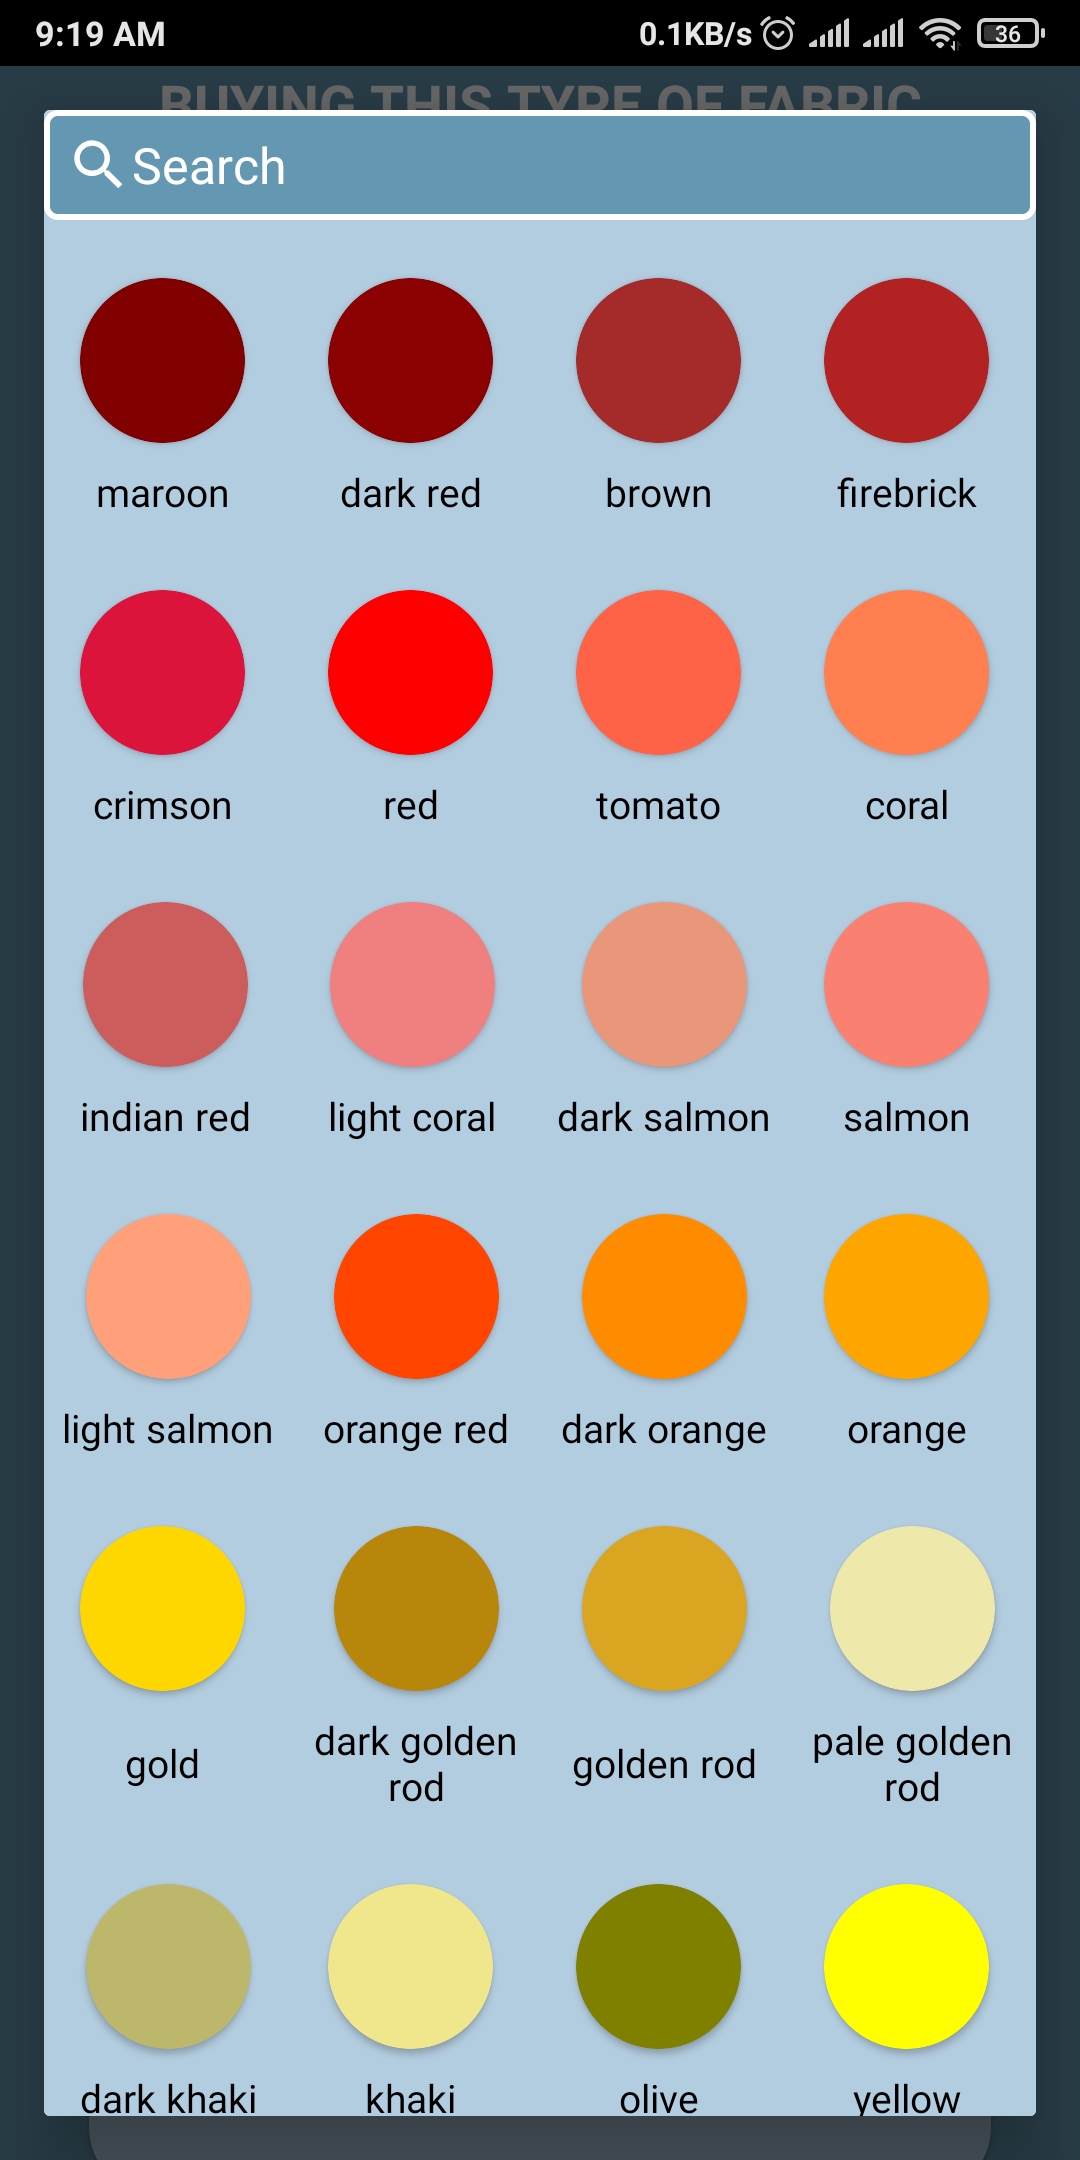 9:19 AM
0.1KB/s
36
BUYING THIS TYPE OF FABRIC
Search
maroon
dark red
brown
firebrick
crimson
red
tomato
coral
indian red
light coral
dark salmon
salmon
light salmon
orange red
dark orange
orange
gold
dark golden
rod
golden rod
pale golden
rod
dark khaki
khaki
olive
yellow